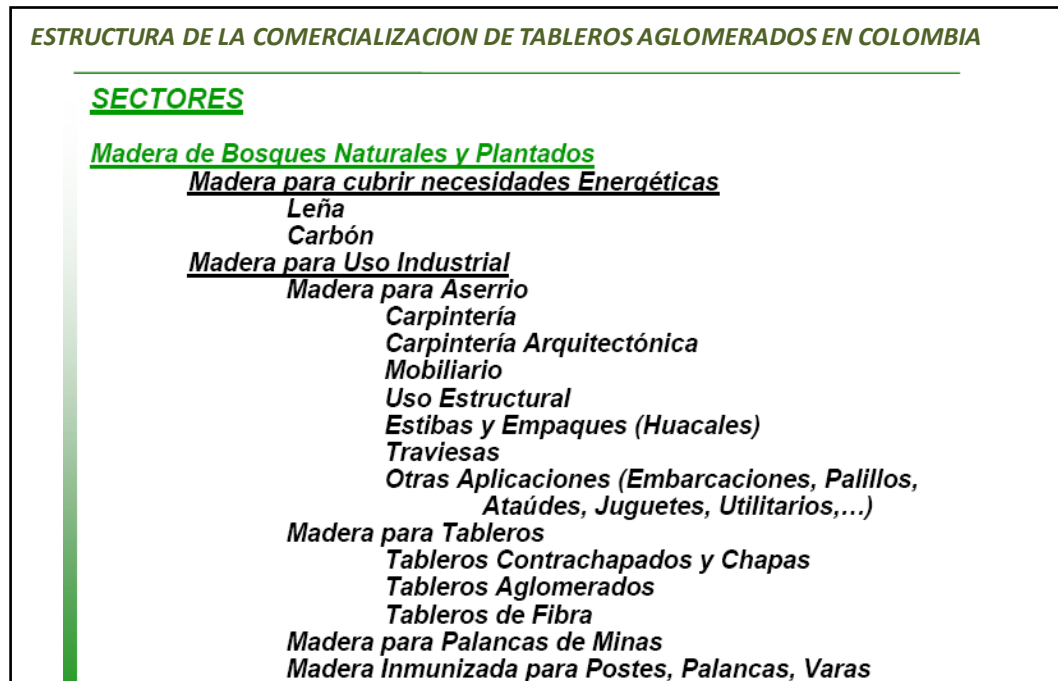 ESTRUCTURA DE LA COMERCIALIZACION DE TABLEROS AGLOMERADOS EN COLOMBIA
SECTORES
Madera de Bosques Naturales y Plantados
Madera para cubrir necesidades Energéticas
Leña
Carbón
Madera para Uso Industrial
Madera para Aserrio
Carpintería
Carpintería Arquitectónica
Mobiliario
Uso Estructural
Estibas y Empaques (Huacales)
Traviesas
Otras Aplicaciones (Embarcaciones, Palillos,
Ataúdes, Juguetes, Utilitarios,…)
Madera para Tableros
Tableros Contrachapados y Chapas
Tableros Aglomerados
Tableros de Fibra
Madera para Palancas de Minas
Madera Inmunizada para Postes, Palancas, Varas